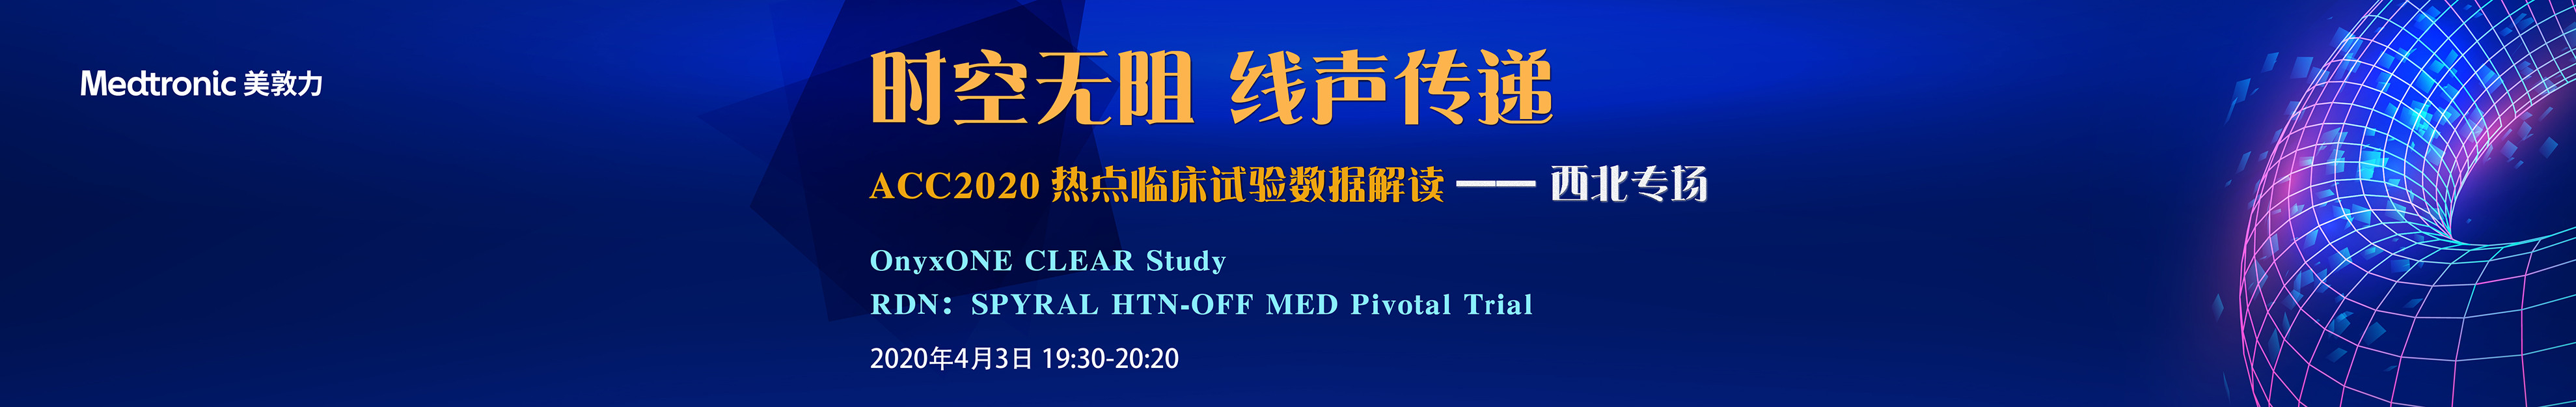 Medtronic 美敦力
时空无阻 线声传递
ACC2020 热点临床试验数据解读 —— 西北专场
OnyxONE CLEAR Study
RDN：SPYRAL HTN-OFF MED Pivotal Trial
2020年4月3日 19:30-20:20